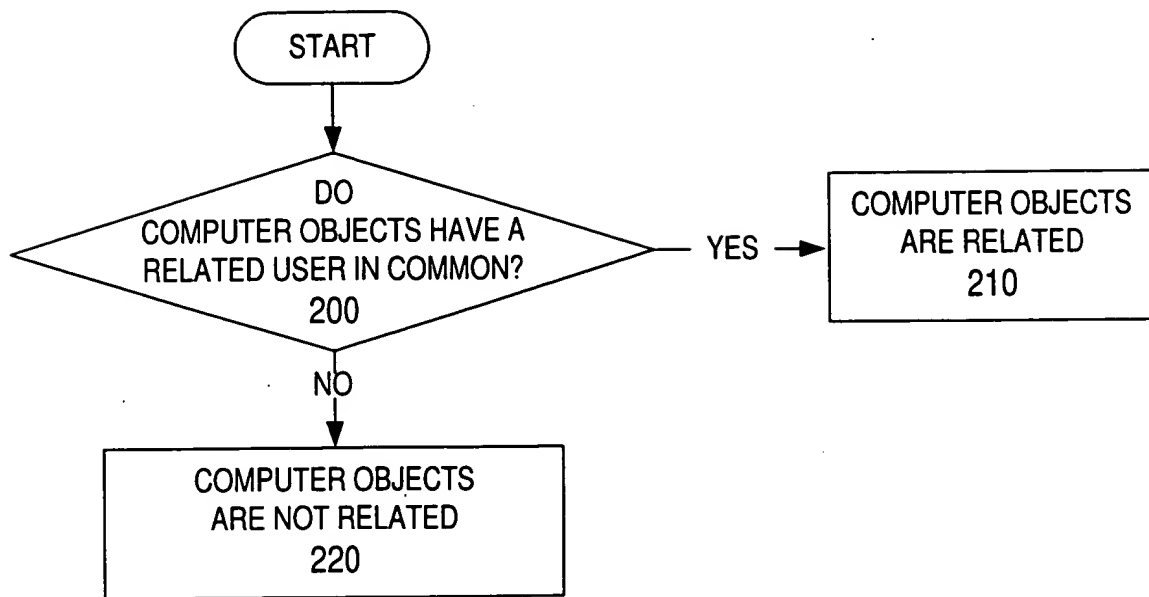 START
DO
COMPUTER OBJECTS HAVE A
RELATED USER IN COMMON?
200
YES
COMPUTER OBJECTS
ARE RELATED
210
NO
COMPUTER OBJECTS
ARE NOT RELATED
220